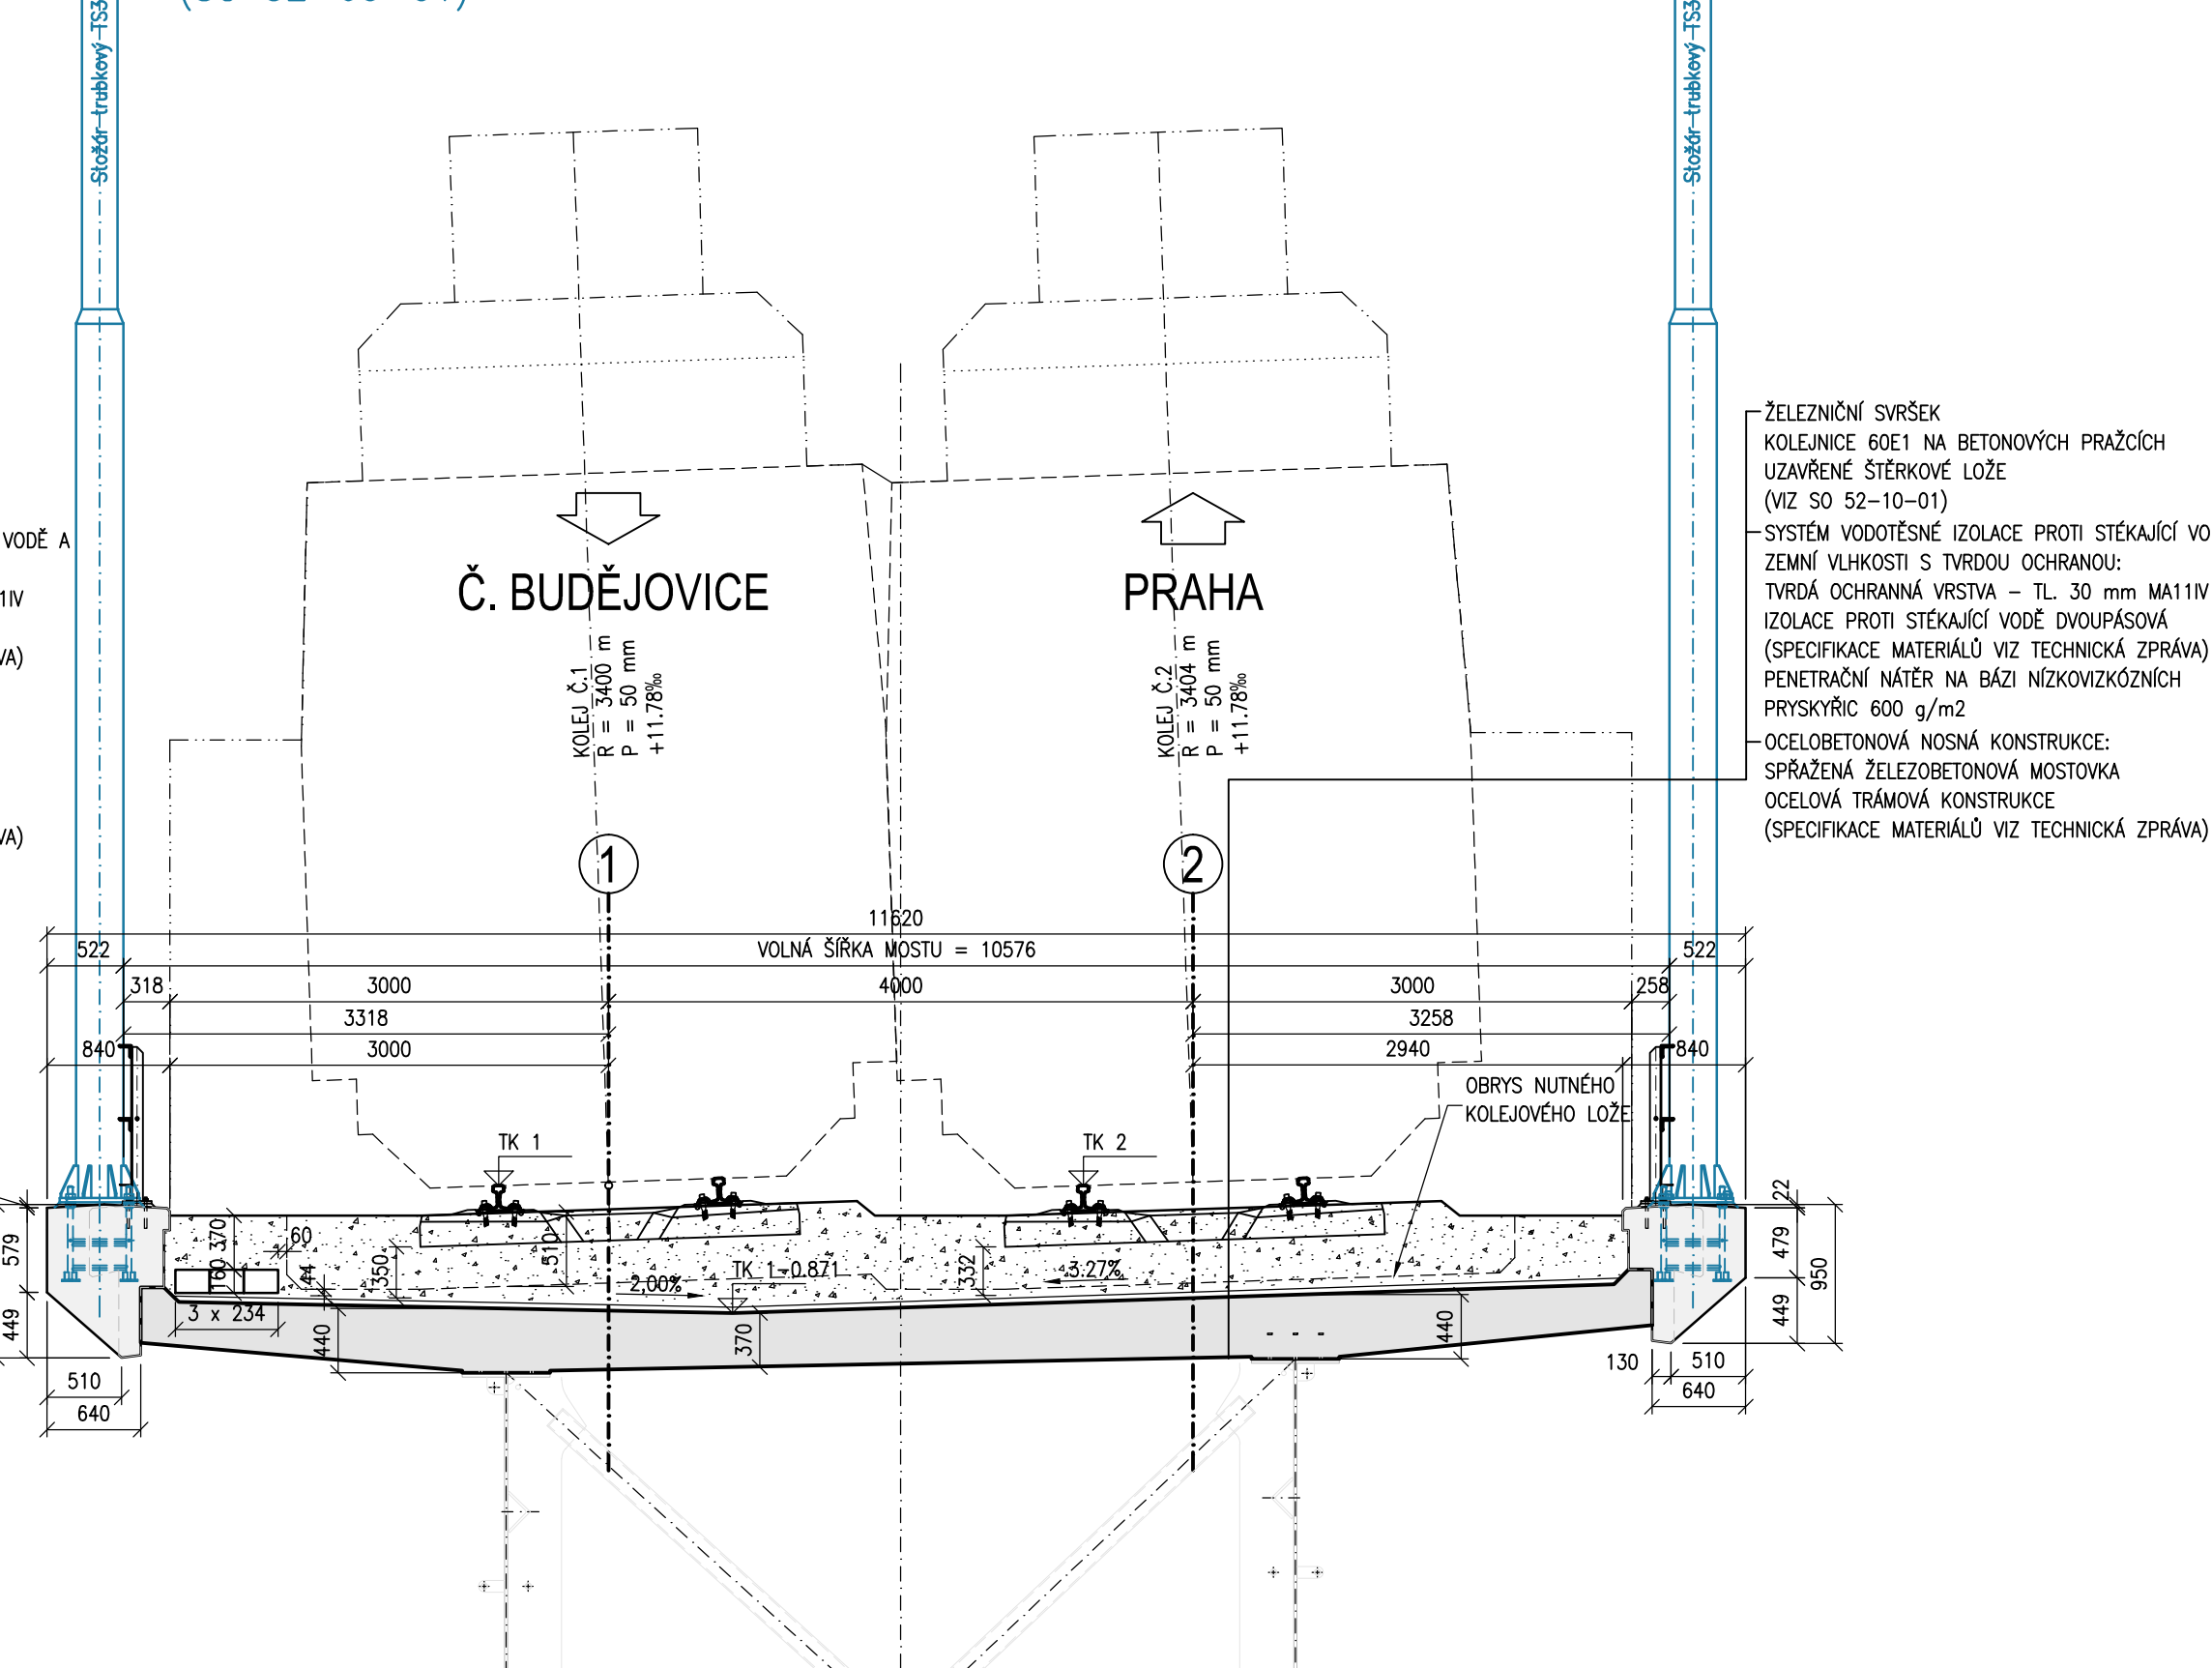 Stožár trubkový TS3
Stožár trubkový TS3
VODĚ A
VA)
VA)
ŽELEZNIČNÍ SVRŠEK
KOLEJNICE 60E1 NA BETONOVÝCH PRAŽCÍCH
UZAVŘENÉ ŠTĚRKOVÉ LOŽE
(VIZ SO 52-10-01)
SYSTÉM VODOTĚSNÉ IZOLACE PROTI STÉKAJÍCÍ VO
ZEMNÍ VLHKOSTI S TVRDOU OCHRANOU:
TVRDÁ OCHRANNÁ VRSTVA – TL. 30 mm MA11IV
IZOLACE PROTI STÉKAJÍCÍ VODĚ DVOUPÁSOVÁ
(SPECIFIKACE MATERIÁLŮ VIZ TECHNICKÁ ZPRÁVA)
PENETRAČNÍ NÁTĚR NA BÁZI NÍZKOVIZKÓZNÍCH
PRYSKYŘIC 600 g/m2
OCELOBETONOVÁ NOSNÁ KONSTRUKCE:
SPŘAŽENÁ ŽELEZOBETONOVÁ MOSTOVKA
OCELOVÁ TRÁMOVÁ KONSTRUKCE
(SPECIFIKACE MATERIÁLŮ VIZ TECHNICKÁ ZPRÁVA)
Č. BUDĚJOVICE
PRAHA
KOLEJ Č.1
R = 3400 m
P = 50 mm
+11.78‰
KOLEJ Č.2
R = 3404 m
P = 50 mm
+11.78‰
1
2
11620
522
VOLNÁ ŠÍŘKA MOSTU = 10576
522
318
3000
4000
3000
258
3318
3258
840
3000
2940
840
OBRYS NUTNÉHO
KOLEJOVÉHO LOŽE
TK 1
TK 2
22
579
449
370
160
60
44
350
510
2,00%
TK 1-0.871
332
3.27%
479
449
950
3 x 234
440
370
440
510
640
130
510
640